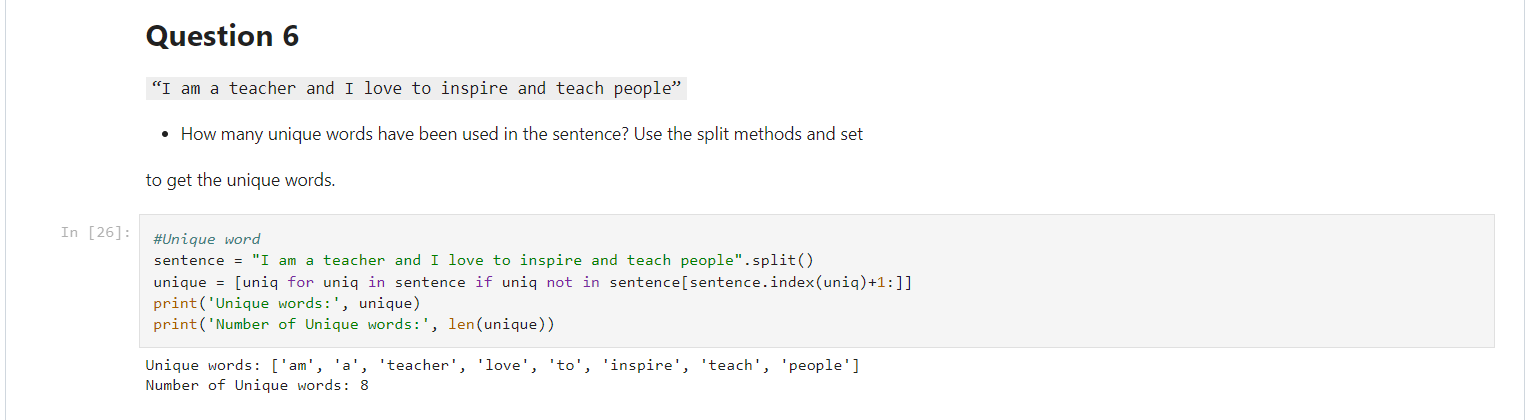 Question 6
“I am a teacher and I love to inspire and teach people”
• How many unique words have been used in the sentence? Use the split methods and set
to get the unique words.
In [26]:
#Unique word
sentence = "I am a teacher and I love to inspire and teach people".split()
unique = [uniq for uniq in sentence if uniq not in sentence[sentence.index(uniq)+1:]]
print('Unique words:', unique)
print('Number of Unique words:', len(unique))
Unique words: ['am', 'a', 'teacher', 'love', 'to', 'inspire', 'teach', 'people']
Number of Unique words: 8